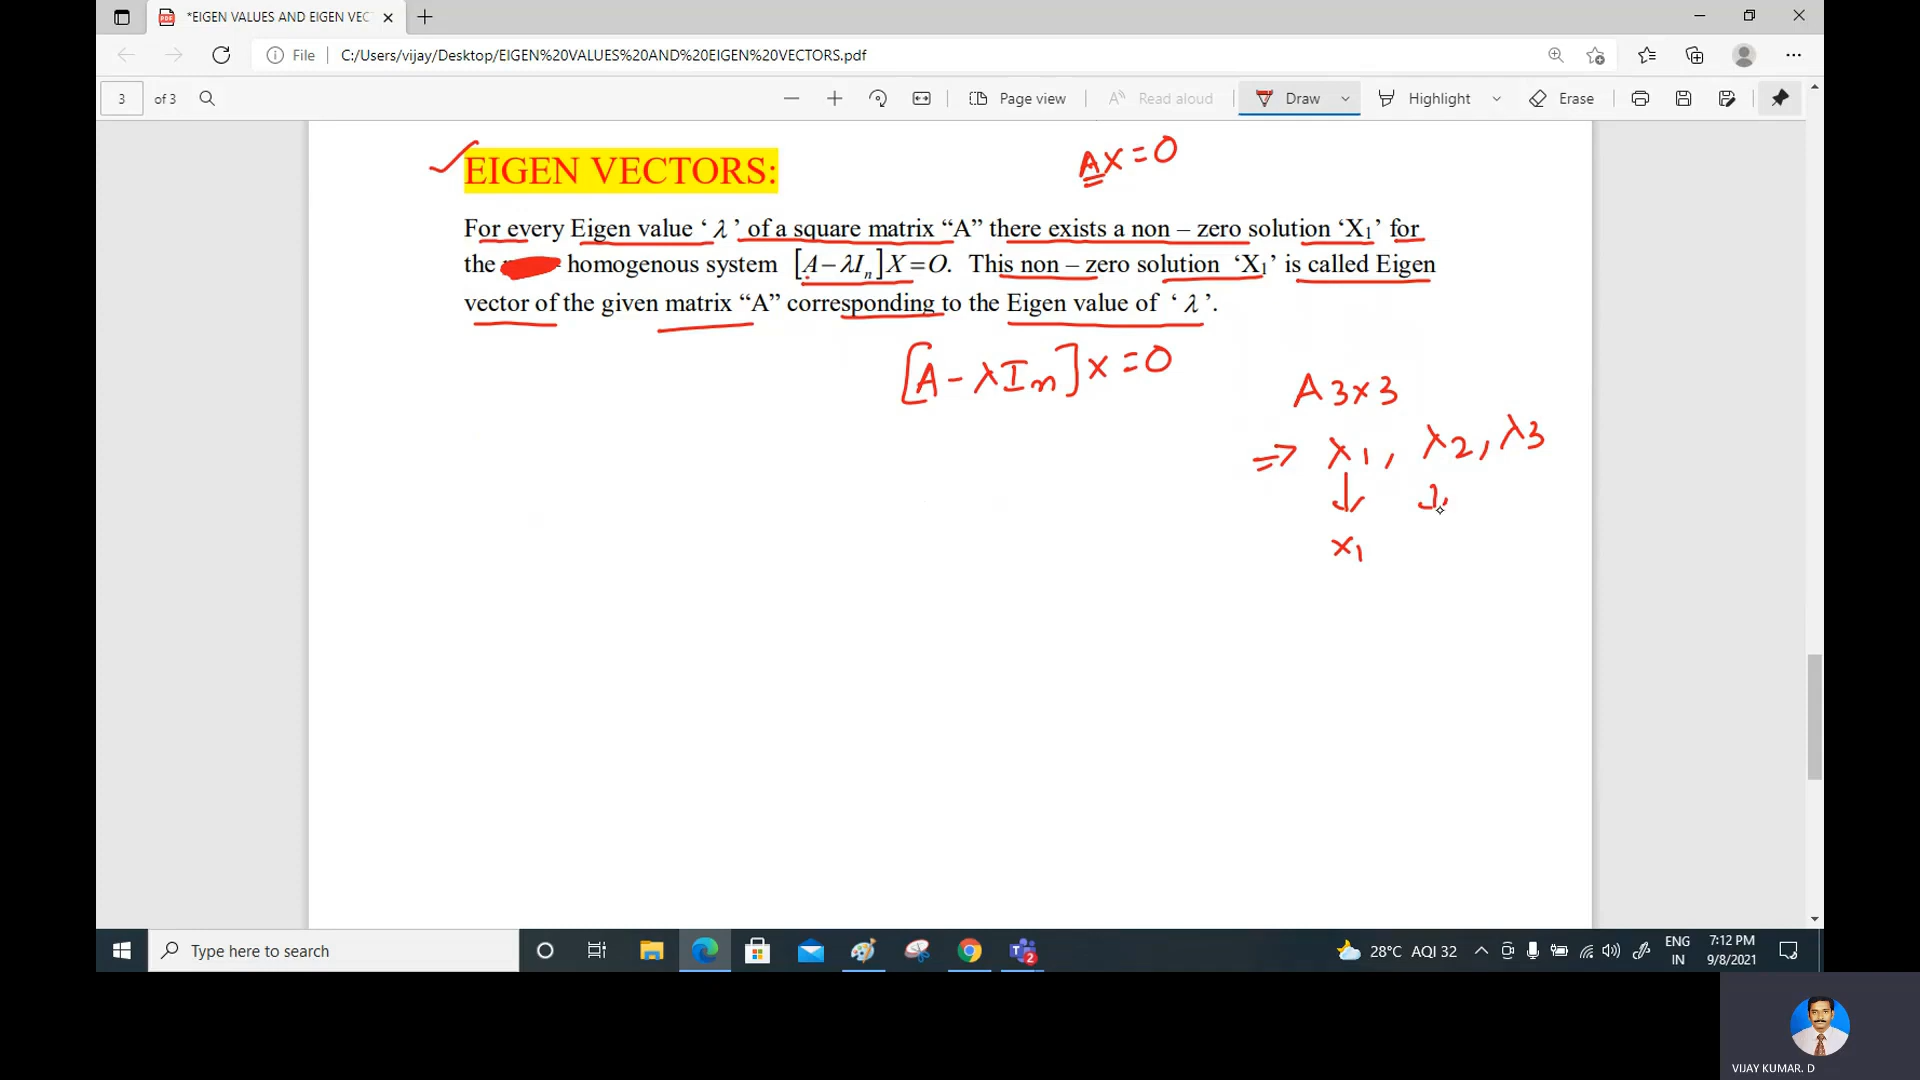 *EIGEN VALUES AND EIGEN VEC
File C:/Users/vijay/Desktop/EIGEN%20VALUES%20AND%20EIGEN%20VECTORS.pdf
3 of 3 Page view Read aloud Draw Highlight Erase
AX=0
EIGEN VECTORS:
For every Eigen value ‘ λ ’ of a square matrix “A” there exists a non – zero solution ‘X₁’ for
the homogenous system [A−λIₙ]X=O. This non – zero solution ‘X₁’ is called Eigen
vector of the given matrix “A” corresponding to the Eigen value of ‘ λ ’.
[A-λIn]X=0
A 3x3
⇒ λ1, λ2, λ3
↓
x1
Type here to search
28°C AQI 32
ENG
IN
7:12 PM
9/8/2021
2
VIJAY KUMAR. D